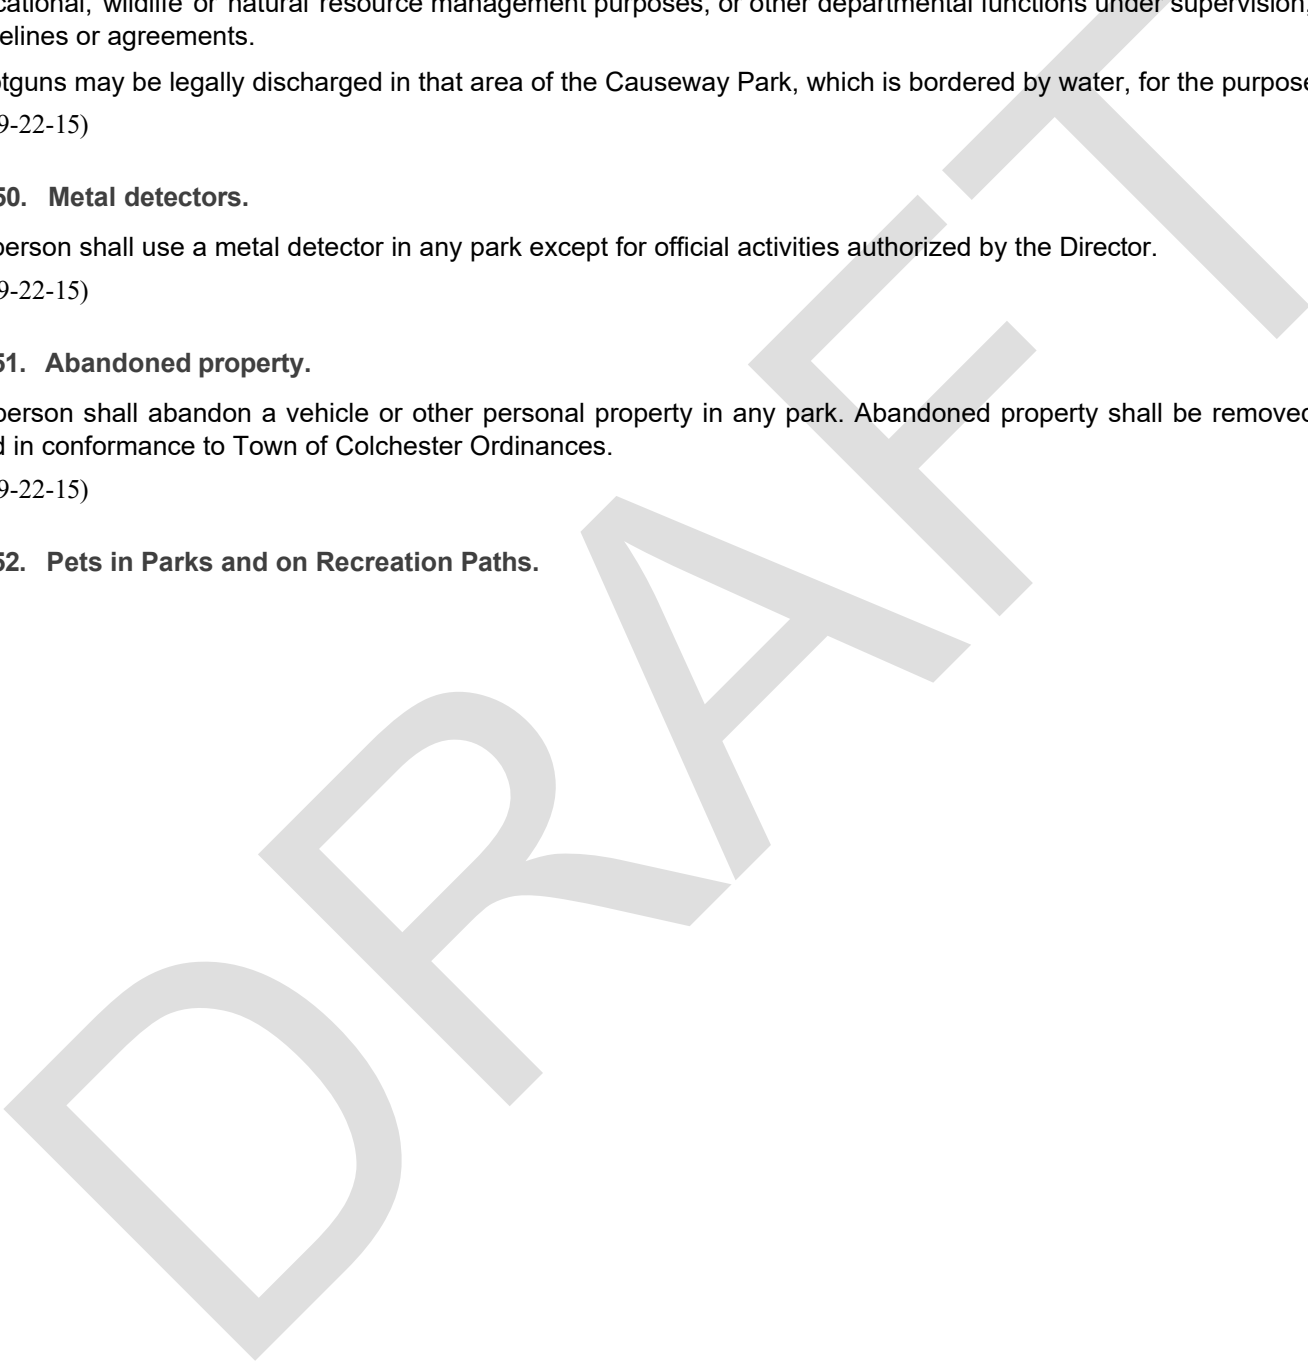 cational, wildlife or natural resource management purposes, or other departmental functions under supervision,
elines or agreements.
otguns may be legally discharged in that area of the Causeway Park, which is bordered by water, for the purpose
9-22-15)
50. Metal detectors.
person shall use a metal detector in any park except for official activities authorized by the Director.
9-22-15)
51. Abandoned property.
person shall abandon a vehicle or other personal property in any park. Abandoned property shall be removed
d in conformance to Town of Colchester Ordinances.
9-22-15)
52. Pets in Parks and on Recreation Paths.
DRAFT